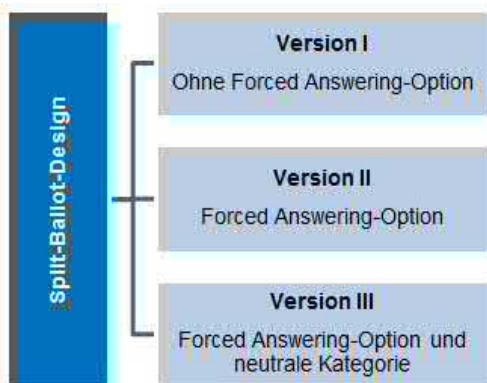 Split-Ballot-Design
Version I
Ohne Forced Answering-Option
Version II
Forced Answering-Option
Version III
Forced Answering-Option und
neutrale Kategorie